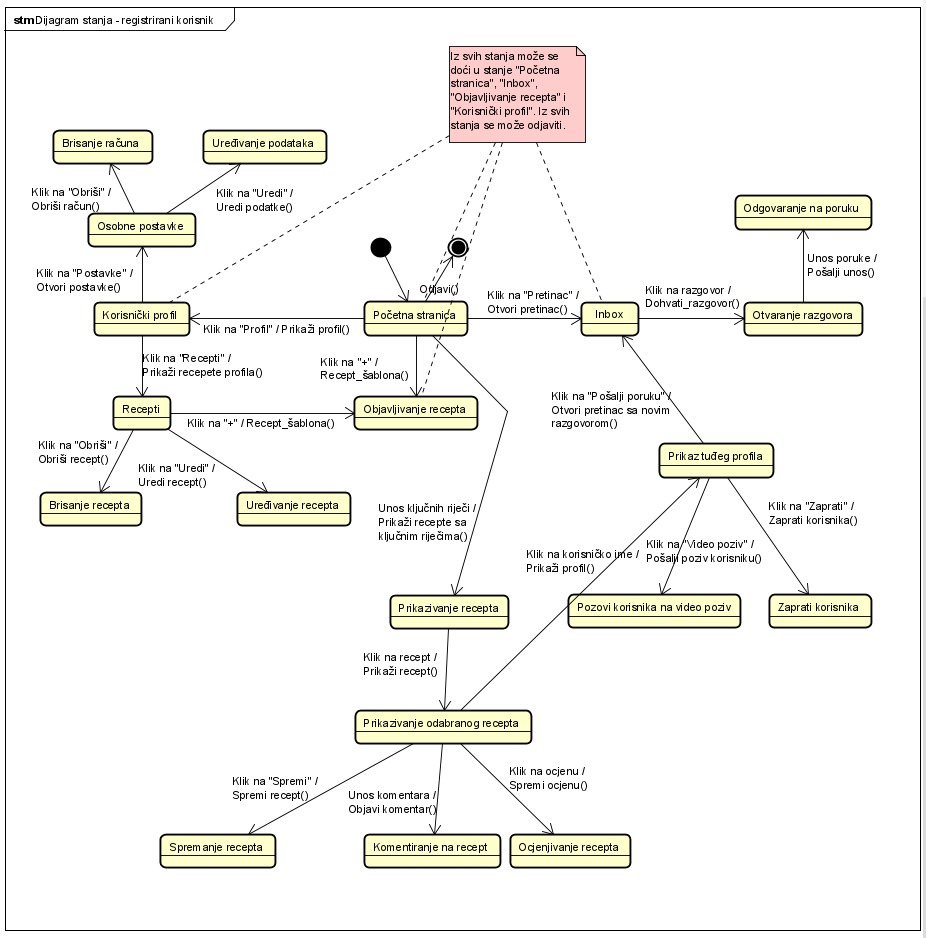 stm Dijagram stanja - registrirani korisnik
Iz svih stanja može se
doći u stanje "Početna
stranica", "Inbox",
"Objavljivanje recepta" i
"Korisnički profil". Iz svih
stanja se može odjaviti.
Brisanje računa
Uređivanje podataka
Klik na "Obriši" /
Obriši račun()
Klik na "Uredi" /
Uredi podatke()
Osobne postavke
Odgovaranje na poruku
Klik na "Postavke" /
Otvori postavke()
Unos poruke /
Pošalji unos()
Odjavi()
Klik na "Pretinac" /
Otvori pretinac()
Klik na razgovor /
Dohvati_razgovor()
Korisnički profil
Početna stranica
Inbox
Otvaranje razgovora
Klik na "Profil" / Prikaži profil()
Klik na "Recepti" /
Prikaži recepete profila()
Klik na "+" /
Recept_šablona()
Recepti
Objavljivanje recepta
Klik na "+" / Recept_šablona()
Klik na "Pošalji poruku" /
Otvori pretinac sa novim
razgovorom()
Klik na "Obriši" /
Obriši recept()
Klik na "Uredi" /
Uredi recept()
Prikaz tuđeg profila
Brisanje recepta
Uređivanje recepta
Unos ključnih riječi /
Prikaži recepte sa
ključnim riječima()
Klik na "Zaprati" /
Zaprati korisnika()
Klik na korisničko ime /
Prikaži profil()
Klik na "Video poziv" /
Pošalji poziv korisniku()
Prikazivanje recepta
Pozovi korisnika na video poziv
Zaprati korisnika
Klik na recept /
Prikaži recept()
Prikazivanje odabranog recepta
Klik na "Spremi" /
Spremi recept()
Unos komentara /
Objavi komentar()
Klik na ocjenu /
Spremi ocjenu()
Spremanje recepta
Komentiranje na recept
Ocjenjivanje recepta